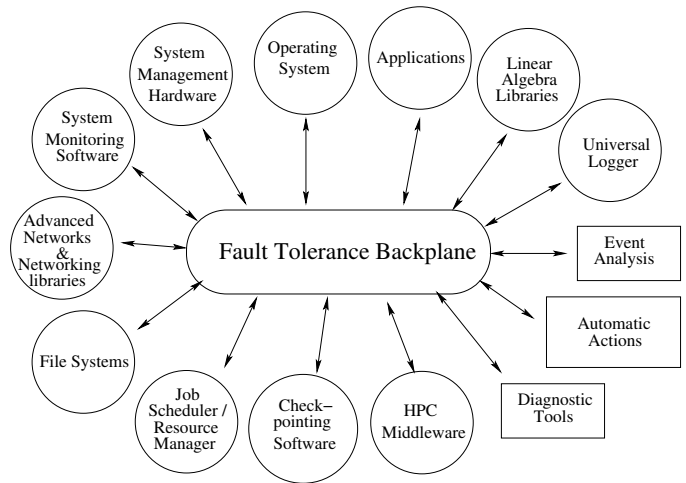 System
Management
Hardware
Operating
System
Applications
Linear
Algebra
Libraries
System
Monitoring
Software
Universal
Logger
Advanced
Networks
&
Networking
libraries
Fault Tolerance Backplane
Event
Analysis
Automatic
Actions
File Systems
Job
Scheduler /
Resource
Manager
Check−
pointing
Software
HPC
Middleware
Diagnostic
Tools